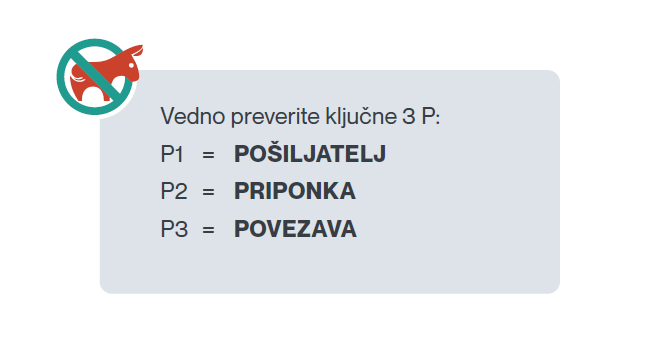 Vedno preverite ključne 3 P:
P1 = POŠILJATELJ
P2 = PRIPONKA
P3 = POVEZAVA